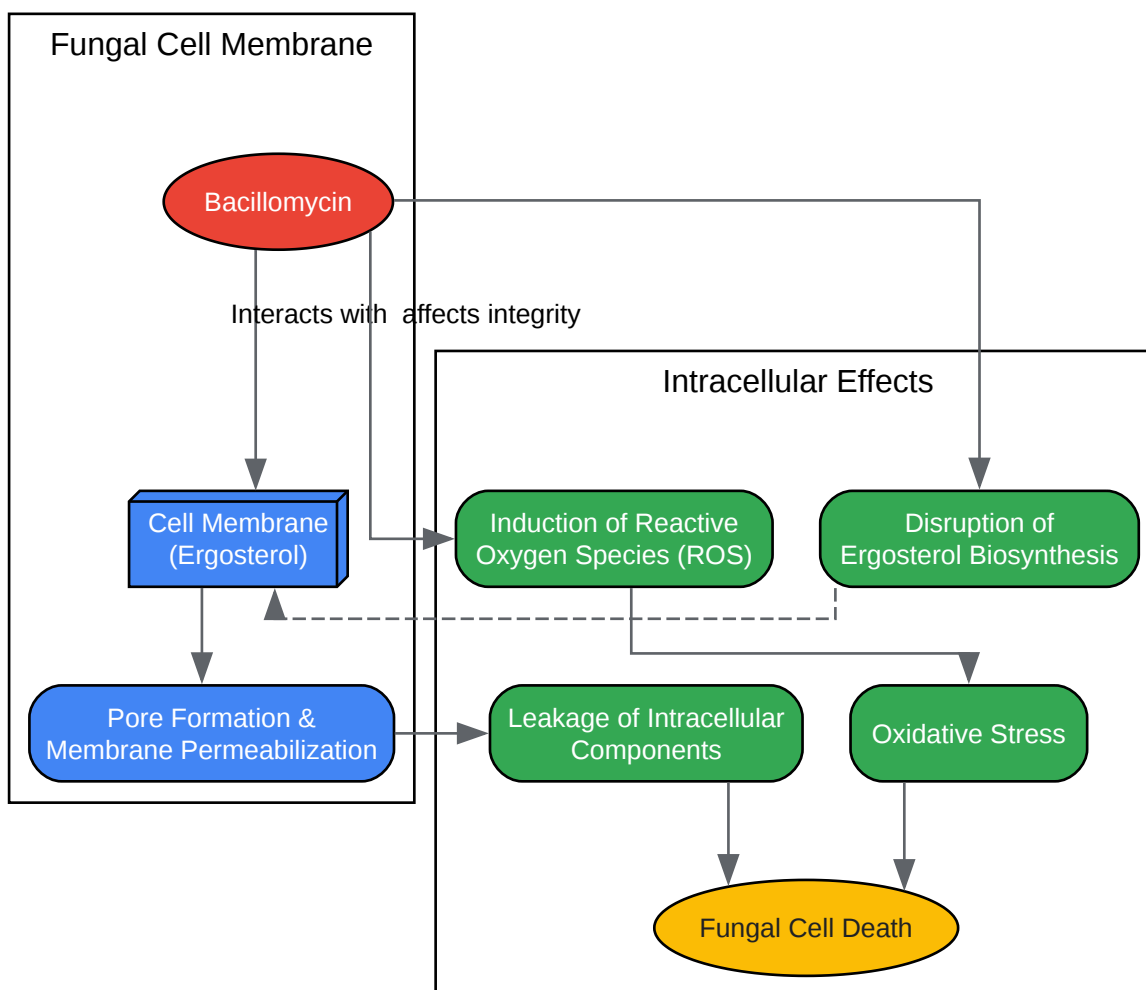 Fungal Cell Membrane
Bacillomycin
Interacts with  affects integrity
Intracellular Effects
Cell Membrane
(Ergosterol)
Induction of Reactive
Oxygen Species (ROS)
Disruption of
Ergosterol Biosynthesis
Pore Formation &
Membrane Permeabilization
Leakage of Intracellular
Components
Oxidative Stress
Fungal Cell Death